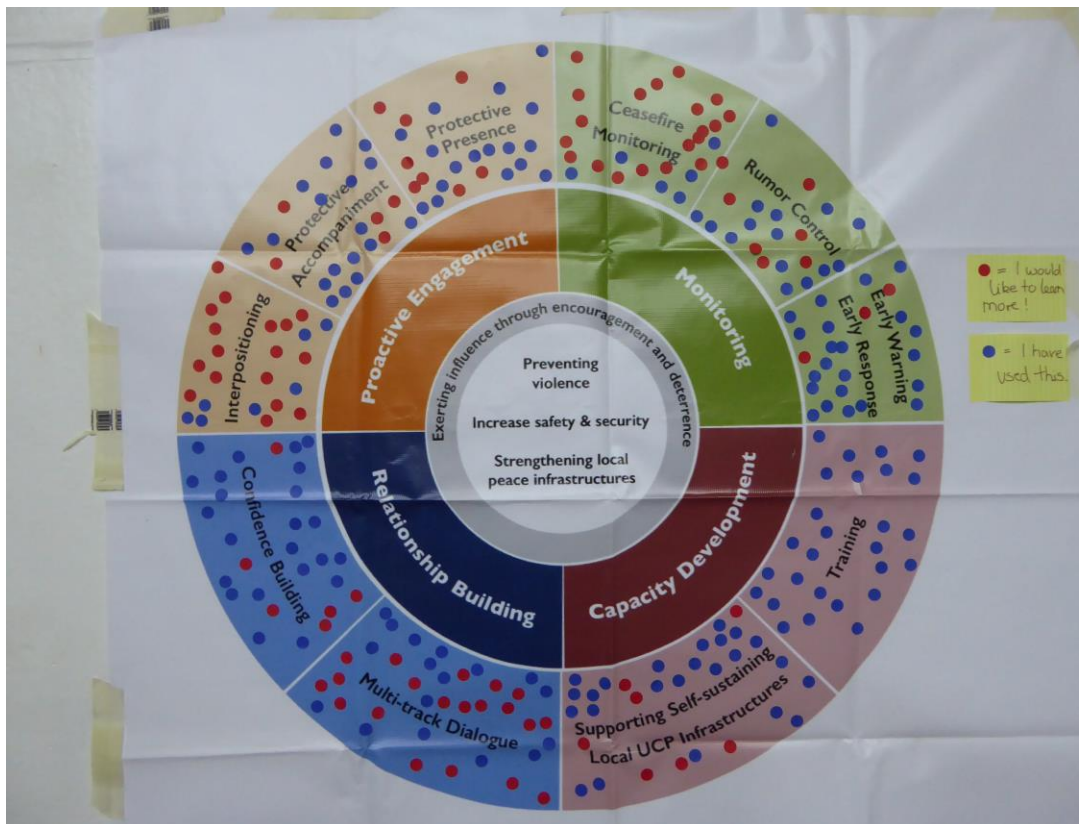 Protective
Presence
Ceasefire
Monitoring
Protective
Accompaniment
Rumor Control
Interpositioning
Early Warning
Early Response
Proactive Engagement
Monitoring
Exerting influence through encouragement and deterrence
Preventing
violence
Increase safety & security
Strengthening local
peace infrastructures
Relationship Building
Capacity Development
Confidence Building
Training
Multi-track Dialogue
Supporting Self-sustaining
Local UCP Infrastructures
= I would
like to learn
more!
= I have
used this.